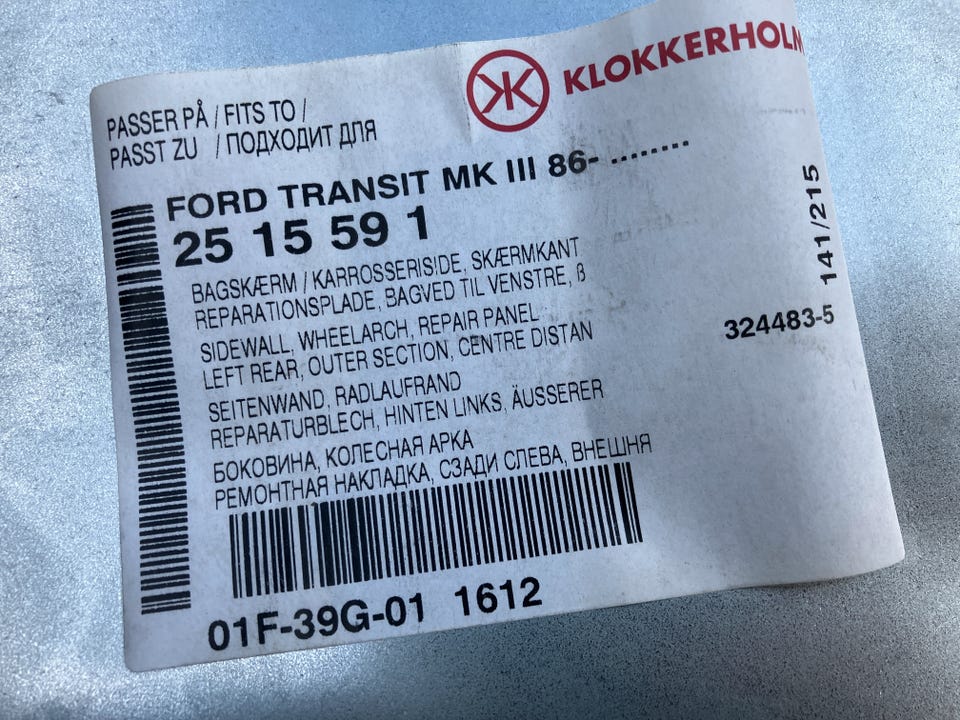 KLOKKERHOLM
PASSER PÅ / FITS TO /
PASST ZU / ПОДХОДИТ ДЛЯ
FORD TRANSIT MK III 86- ........
25 15 59 1
BAGSKÆRM / KARROSSERISIDE, SKÆRMKANT
REPARATIONSPLADE, BAGVED TIL VENSTRE, B
SIDEWALL, WHEELARCH, REPAIR PANEL
LEFT REAR, OUTER SECTION, CENTRE DISTAN
SEITENWAND, RADLAUFRAND
REPARATURBLECH, HINTEN LINKS, ÄUSSERER
БОКОВИНА, КОЛЕСНАЯ АРКА
РЕМОНТНАЯ НАКЛАДКА, СЗАДИ СЛЕВА, ВНЕШНЯ
141/215
324483-5
01F-39G-01 1612